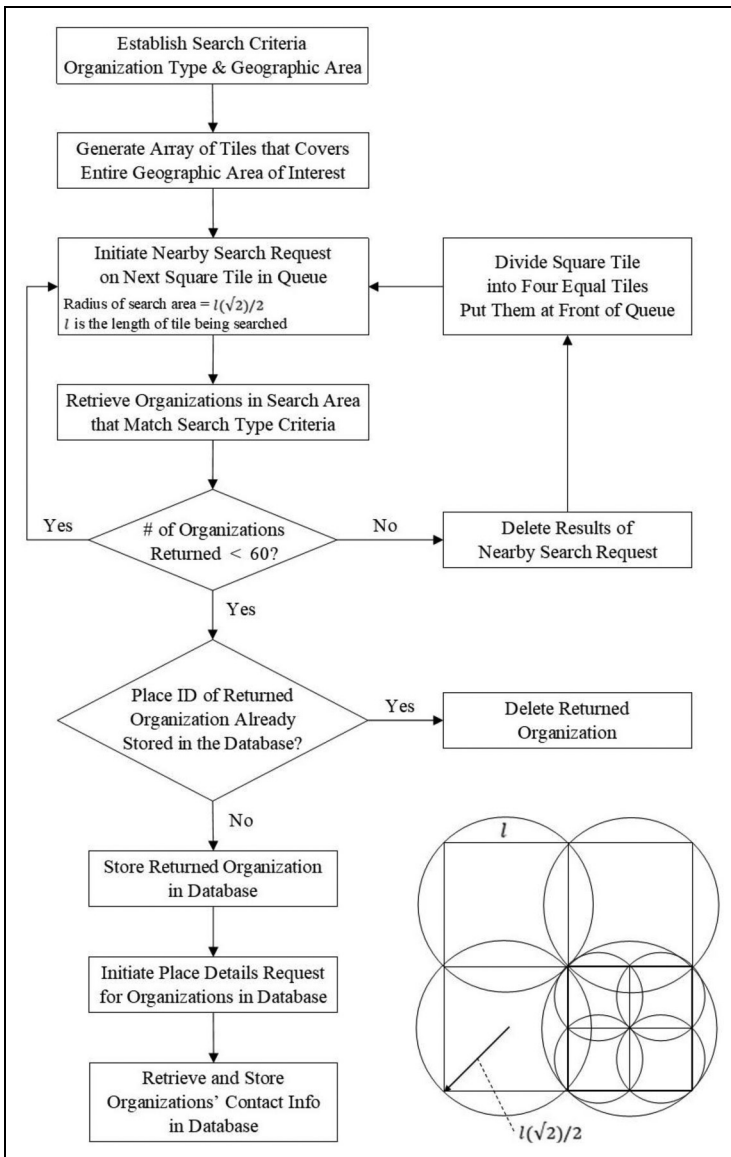 Establish Search Criteria
Organization Type & Geographic Area
Generate Array of Tiles that Covers
Entire Geographic Area of Interest
Initiate Nearby Search Request
on Next Square Tile in Queue
Radius of search area = l(√2)/2
l is the length of tile being searched
Divide Square Tile
into Four Equal Tiles
Put Them at Front of Queue
Retrieve Organizations in Search Area
that Match Search Type Criteria
Yes
# of Organizations
Returned < 60?
No
Delete Results of
Nearby Search Request
Yes
Place ID of Returned
Organization Already
Stored in the Database?
Yes
Delete Returned
Organization
No
Store Returned Organization
in Database
Initiate Place Details Request
for Organizations in Database
Retrieve and Store
Organizations’ Contact Info
in Database
l
l(√2)/2